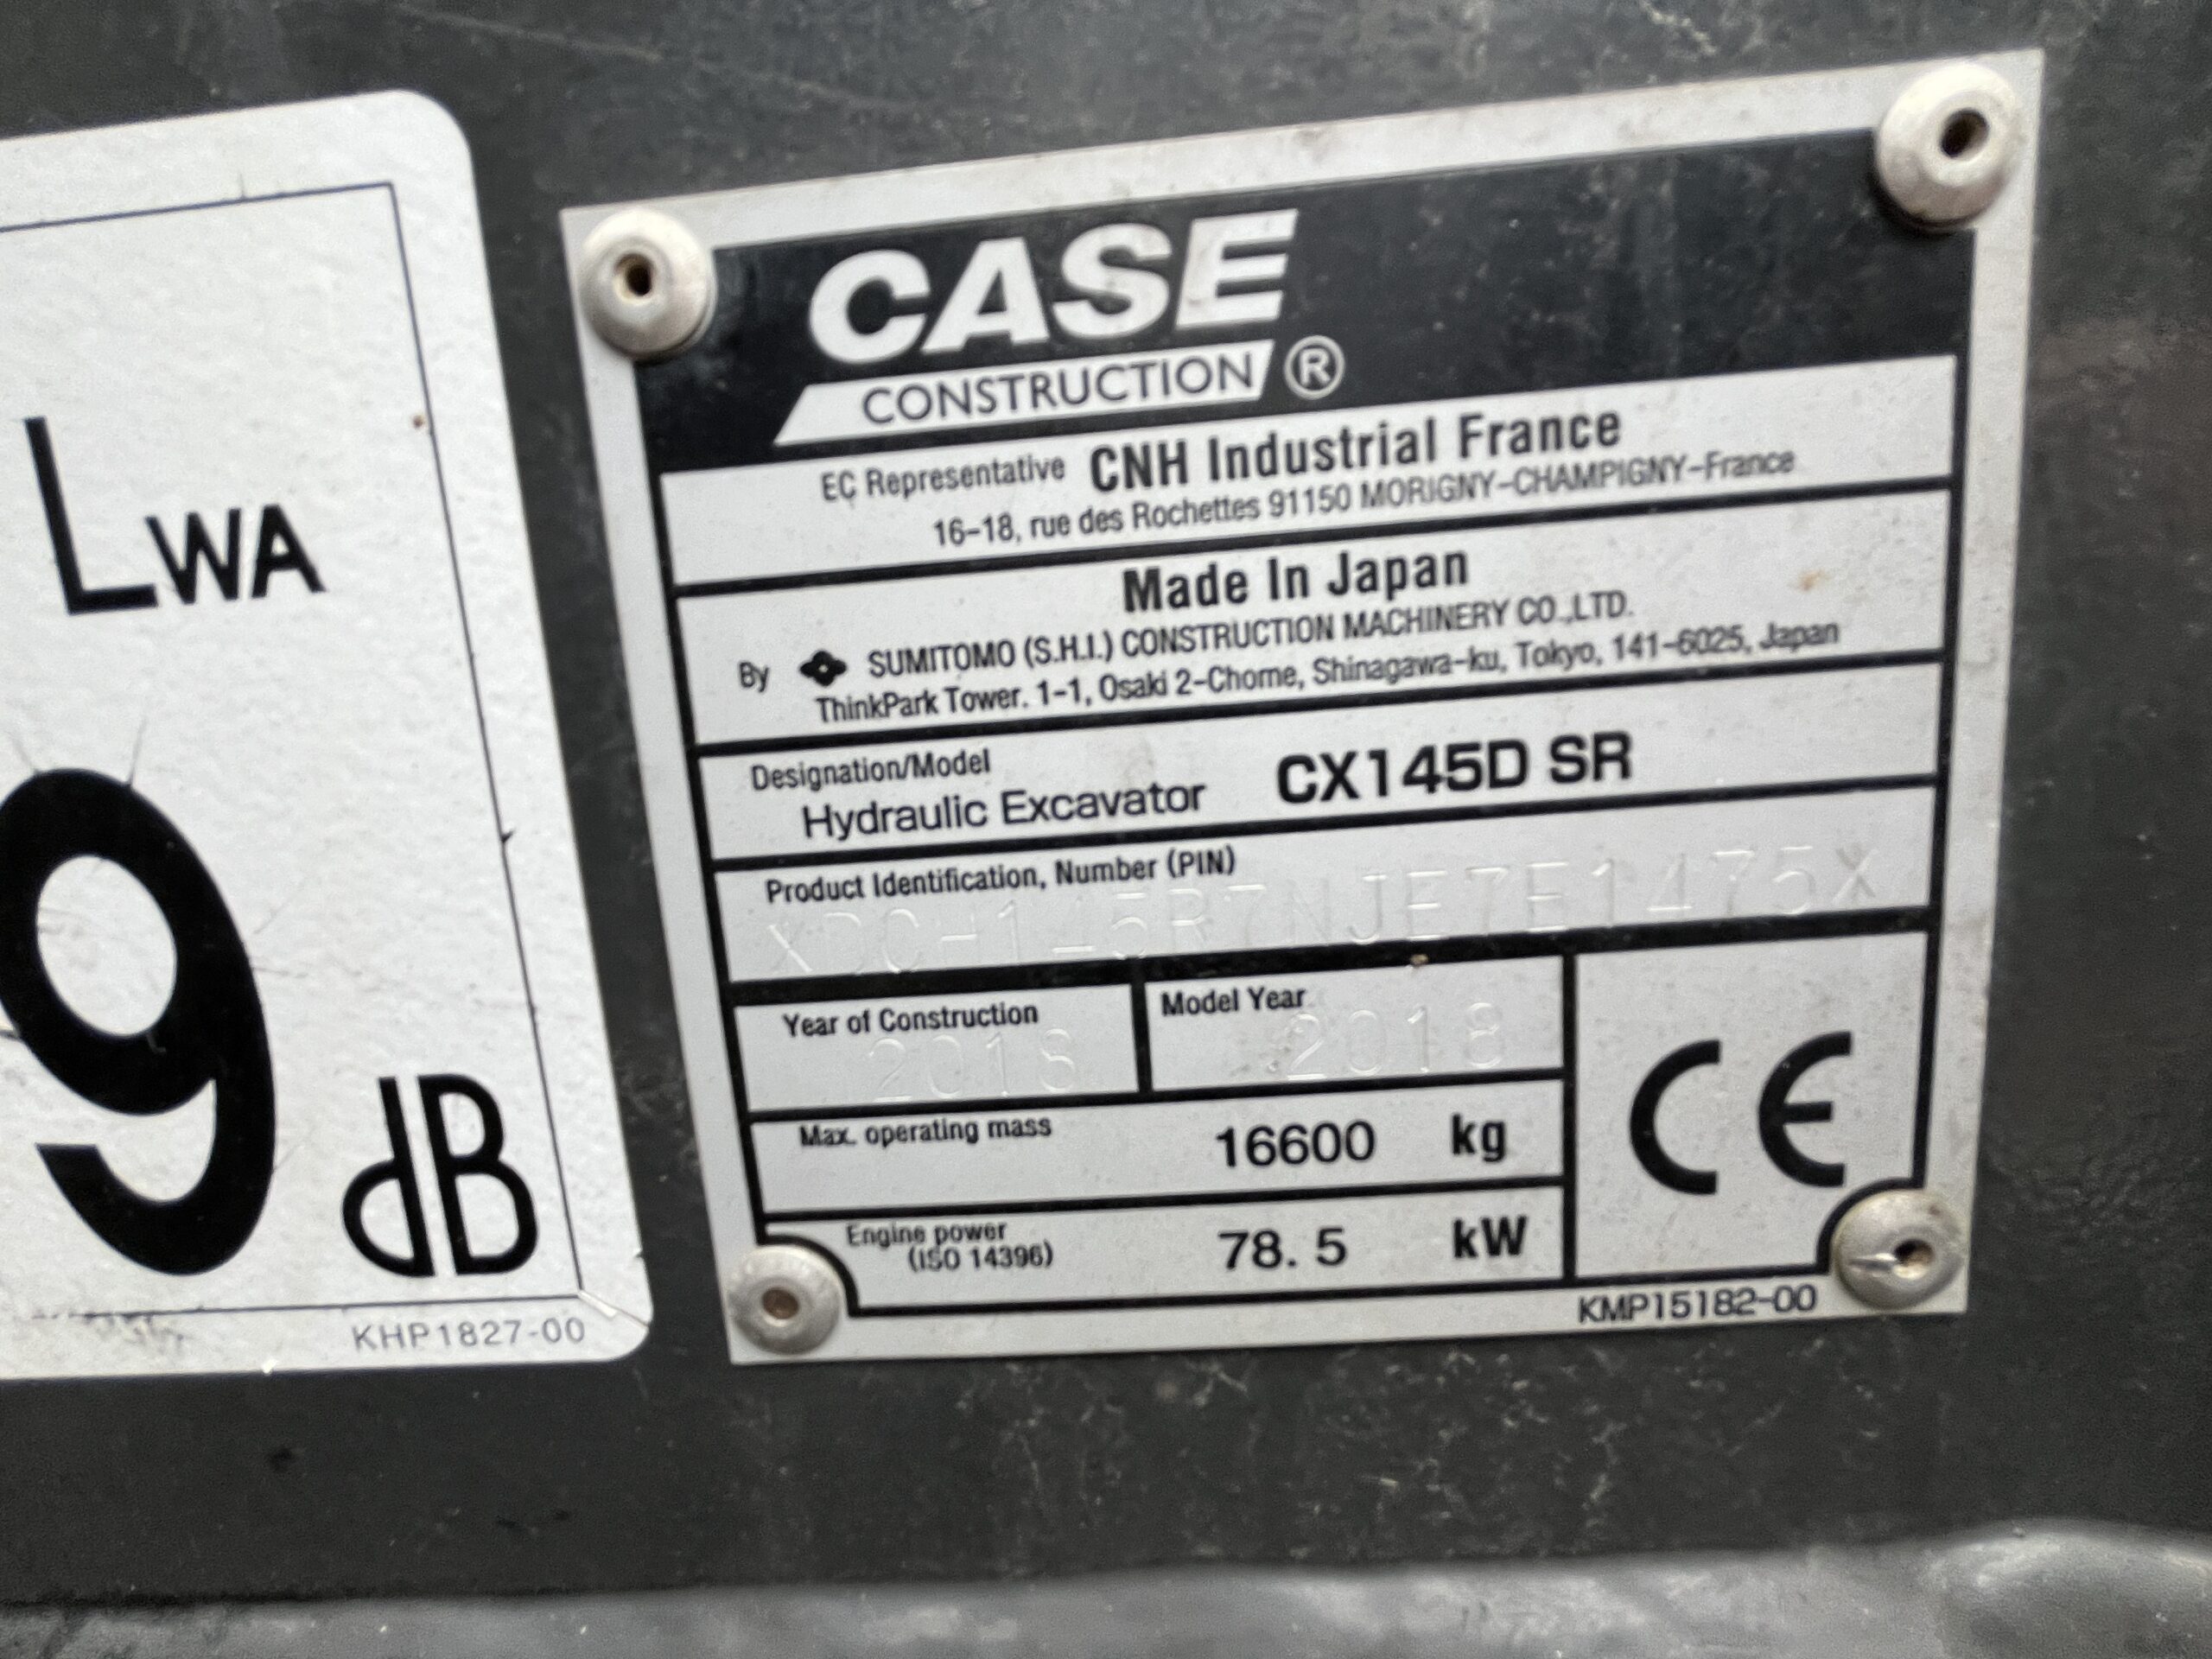 LWA
9
dB
KHP1827-00
CASE
CONSTRUCTION ®
EC Representative CNH Industrial France
16-18, rue des Rochettes 91150 MORIGNY-CHAMPIGNY-France
Made In Japan
By SUMITOMO (S.H.I.) CONSTRUCTION MACHINERY CO.,LTD.
ThinkPark Tower. 1-1, Osaki 2-Chome, Shinagawa-ku, Tokyo, 141-6025, Japan
Designation/Model
Hydraulic Excavator CX145D SR
Product Identification, Number (PIN)
Year of Construction
2018
Model Year
2018
Max. operating mass 16600 kg
Engine power
(ISO 14396) 78.5 kW
CE
KMP15182-00